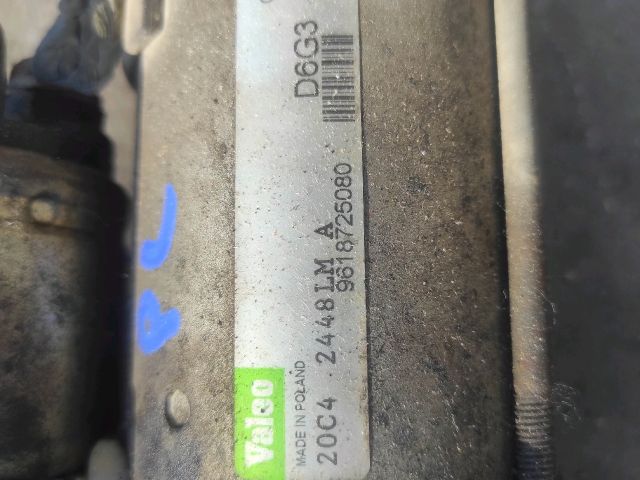 Valeo
MADE IN POLAND
20C4 2448LM A
9618725080
D6G3